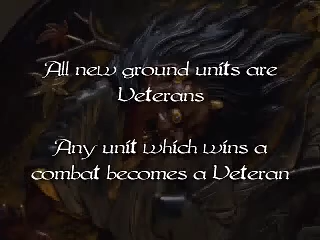 All new ground units are
Veterans
Any unit which wins a
combat becomes a Veteran